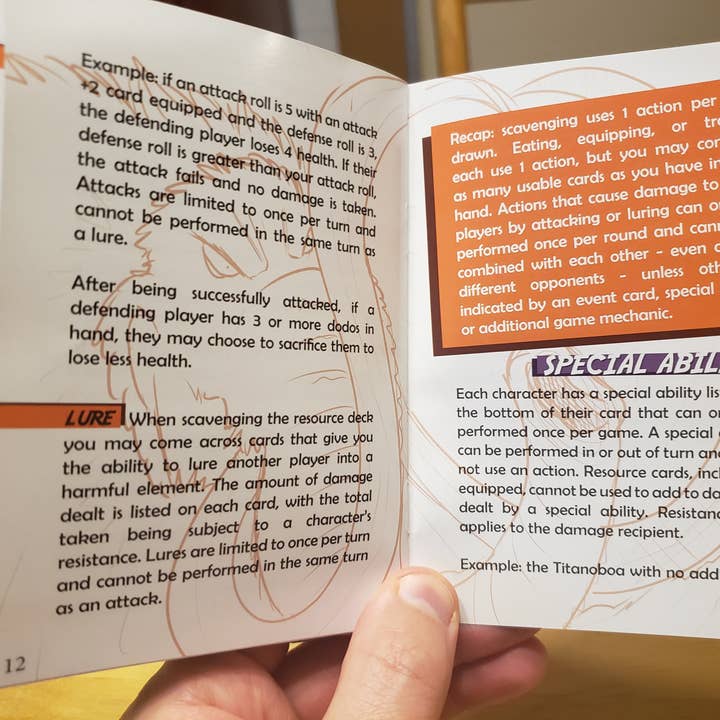 Example: if an attack roll is 5 with an attack
+2 card equipped and the defense roll is 3,
the defending player loses 4 health. If their
defense roll is greater than your attack roll,
the attack fails and no damage is taken.
Attacks are limited to once per turn and
cannot be performed in the same turn as
a lure.
After being successfully attacked, if a
defending player has 3 or more dodos in
hand, they may choose to sacrifice them to
lose less health.
LURE When scavenging the resource deck
you may come across cards that give you
the ability to lure another player into a
harmful element. The amount of damage
dealt is listed on each card, with the total
taken being subject to a character's
resistance. Lures are limited to once per turn
and cannot be performed in the same turn
as an attack.
12
Recap: scavenging uses 1 action per
drawn. Eating, equipping, or
each use 1 action, but you may
as many usable cards as you have in
hand. Actions that cause damage to
players by attacking or luring can
performed once per round and
combined with each other - even
different opponents - unless
indicated by an event card, special
or additional game mechanic.
SPECIAL
Each character has a special ability
the bottom of their card that can
performed once per game. A special
can be performed in or out of turn
not use an action. Resource cards,
equipped, cannot be used to add to
dealt by a special ability.
applies to the damage recipient.
Example: the Titanoboa with no